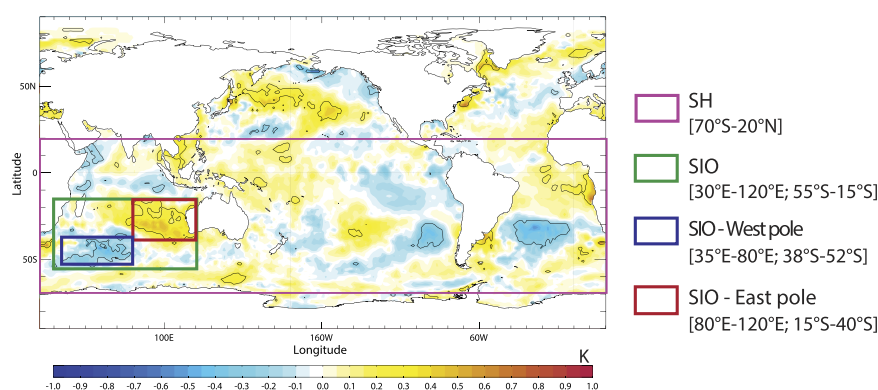 50N
0
50S
Latitude
100E
160W
60W
Longitude
K
-1.0 -0.9 -0.8 -0.7 -0.6 -0.5 -0.4 -0.3 -0.2 -0.1 0.0 0.1 0.2 0.3 0.4 0.5 0.6 0.7 0.8 0.9 1.0
SH
[70°S-20°N]
SIO
[30°E-120°E; 55°S-15°S]
SIO-West pole
[35°E-80°E; 38°S-52°S]
SIO - East pole
[80°E-120°E; 15°S-40°S]